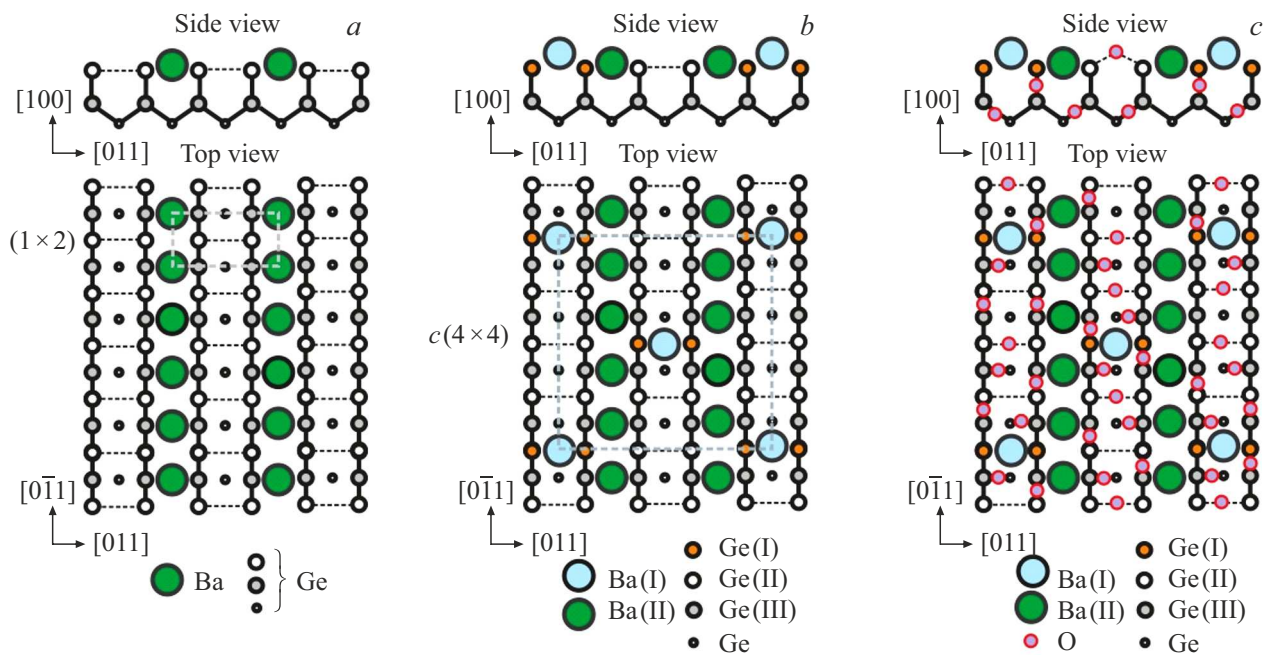 Side view
a
[100]
[011]
Top view
(1 × 2)
[01̅1]
[011]
Ba
Ge
Side view
b
[100]
[011]
Top view
c(4 × 4)
[01̅1]
[011]
Ba(I)
Ba(II)
Ge(I)
Ge(II)
Ge(III)
Ge
Side view
c
[100]
[011]
Top view
[01̅1]
[011]
Ba(I)
Ba(II)
O
Ge(I)
Ge(II)
Ge(III)
Ge